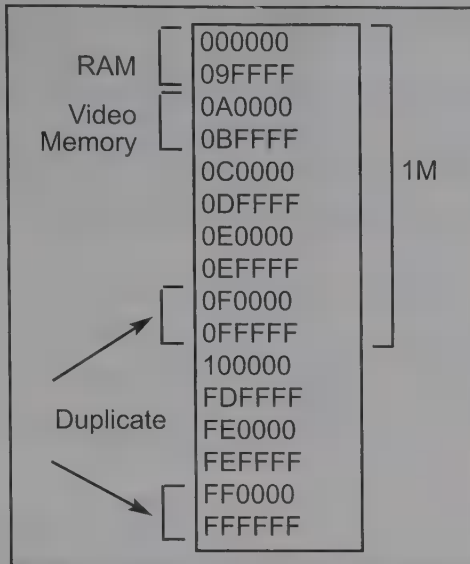 000000
RAM
09FFFF
Video
0A0000
Memory
0BFFFF
0C0000
1M
0DFFFF
0E0000
0EFFFF
0F0000
0FFFFF
100000
FDFFFF
Duplicate
FE0000
FEFFFF
FF0000
FFFFFF